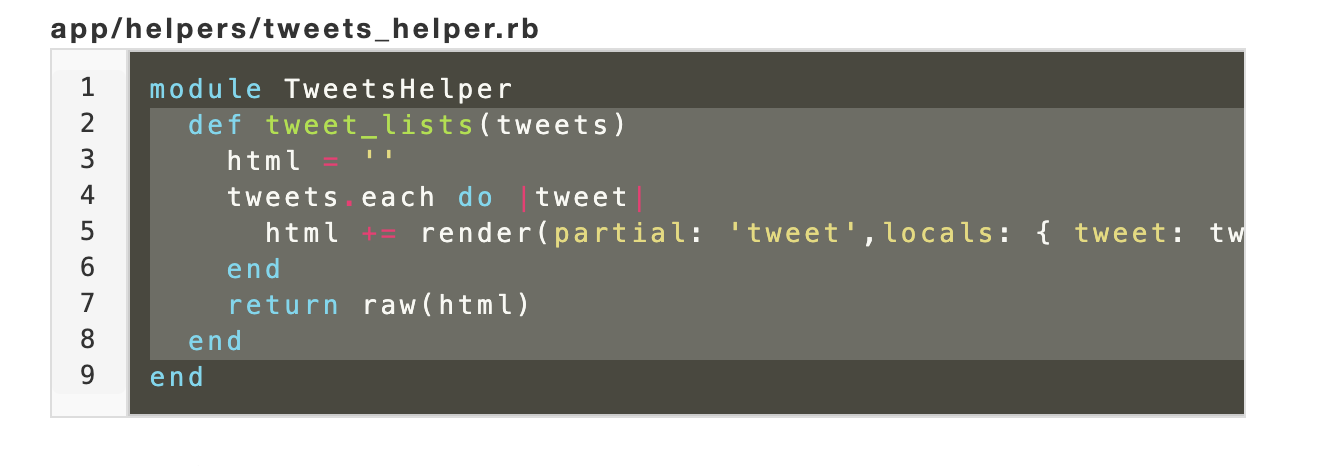 app/helpers/tweets_helper.rb
1 module TweetsHelper
2   def tweet_lists(tweets)
3     html = ''
4     tweets.each do |tweet|
5       html += render(partial: 'tweet',locals: { tweet: tw
6     end
7     return raw(html)
8   end
9 end